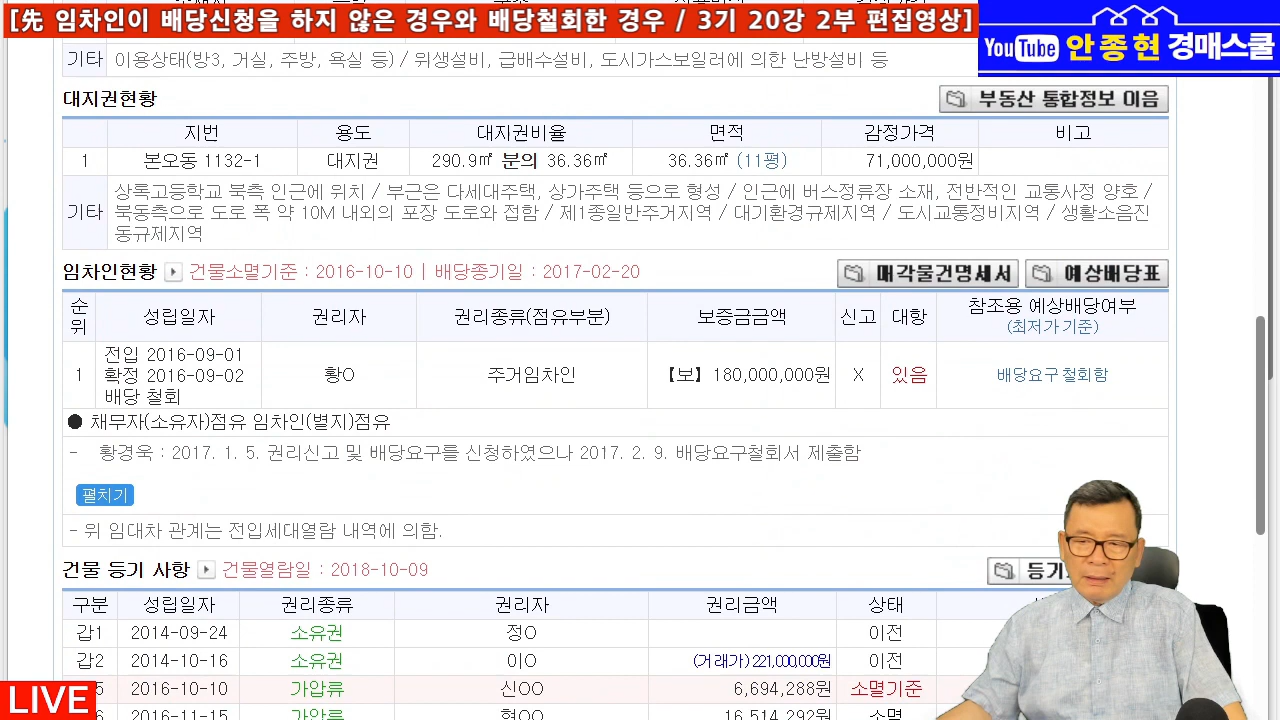 [先 임차인이 배당신청을 하지 않은 경우와 배당철회한 경우 / 3기 20강 2부 편집영상]
YouTube 안종현 경매스쿨
기타 이용상태(방3, 거실, 주방, 욕실 등) / 위생설비, 급배수설비, 도시가스보일러에 의한 난방설비 등
대지권현황 부동산 통합정보 이음
지번 용도 대지권비율 면적 감정가격 비고
1 본오동 1132-1 대지권 290.9㎡ 분의 36.36㎡ 36.36㎡ (11평) 71,000,000원
기타 상록고등학교 북측 인근에 위치 / 부근은 다세대주택, 상가주택 등으로 형성 / 인근에 버스정류장 소재, 전반적인 교통사정 양호 /
북동측으로 도로 폭 약 10M 내외의 포장 도로와 접함 / 제1종일반주거지역 / 대기환경규제지역 / 도시교통정비지역 / 생활소음진
동규제지역
임차인현황 건물소멸기준 : 2016-10-10 | 배당종기일 : 2017-02-20 매각물건명세서 예상배당표
순위 성립일자 권리자 권리종류(점유부분) 보증금금액 신고 대항 참조용 예상배당여부
(최저가기준)
전입 2016-09-01
1 확정 2016-09-02 황O 주거임차인 【보】 180,000,000원 X 있음 배당요구철회함
배당 철회
● 채무자(소유자)점유 임차인(별지)점유
- 황경욱 : 2017. 1. 5. 권리신고 및 배당요구를 신청하였으나 2017. 2. 9. 배당요구철회서 제출함
펼치기
- 위 임대차 관계는 전입세대열람 내역에 의함.
건물 등기 사항 건물열람일 : 2018-10-09 등기
구분 성립일자 권리종류 권리자 권리금액 상태
갑1 2014-09-24 소유권 정O 이전
갑2 2014-10-16 소유권 이O (거래가) 221,000,000원 이전
5 2016-10-10 가압류 신OO 6,694,288원 소멸기준
2016-11-15 가압류 현OO 16,514,292원 소멸
LIVE